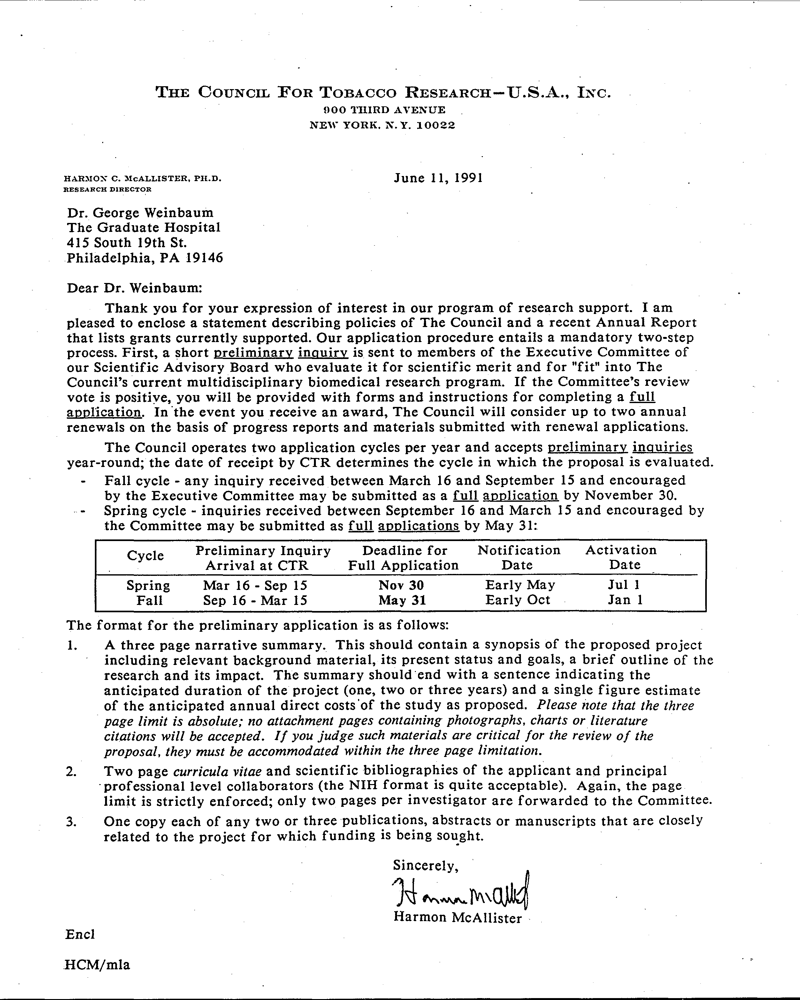 THE COUNCIL FOR TOBACCO RESEARCH—U.S.A., INC.
900 THIRD AVENUE
NEW YORK, N.Y. 10022
HARMON C. McALLISTER, PH.D.
RESEARCH DIRECTOR
June 11, 1991
Dr. George Weinbaum
The Graduate Hospital
415 South 19th St.
Philadelphia, PA 19146
Dear Dr. Weinbaum:
Thank you for your expression of interest in our program of research support. I am
pleased to enclose a statement describing policies of The Council and a recent Annual Report
that lists grants currently supported. Our application procedure entails a mandatory two-step
process. First, a short preliminary inquiry is sent to members of the Executive Committee of
our Scientific Advisory Board who evaluate it for scientific merit and for "fit" into The
Council's current multidisciplinary biomedical research program. If the Committee's review
vote is positive, you will be provided with forms and instructions for completing a full
application. In the event you receive an award, The Council will consider up to two annual
renewals on the basis of progress reports and materials submitted with renewal applications.
The Council operates two application cycles per year and accepts preliminary inquiries
year-round; the date of receipt by CTR determines the cycle in which the proposal is evaluated.
- Fall cycle - any inquiry received between March 16 and September 15 and encouraged
by the Executive Committee may be submitted as a full application by November 30.
- Spring cycle - inquiries received between September 16 and March 15 and encouraged by
the Committee may be submitted as full applications by May 31:
Cycle Preliminary Inquiry Arrival at CTR Deadline for Full Application Notification Date Activation Date
Spring Mar 16 - Sep 15 Nov 30 Early May Jul 1
Fall Sep 16 - Mar 15 May 31 Early Oct Jan 1
The format for the preliminary application is as follows:
1. A three page narrative summary. This should contain a synopsis of the proposed project
including relevant background material, its present status and goals, a brief outline of the
research and its impact. The summary should end with a sentence indicating the
anticipated duration of the project (one, two or three years) and a single figure estimate
of the anticipated annual direct costs of the study as proposed. Please note that the three
page limit is absolute; no attachment pages containing photographs, charts or literature
citations will be accepted. If you judge such materials are critical for the review of the
proposal, they must be accommodated within the three page limitation.
2. Two page curricula vitae and scientific bibliographies of the applicant and principal
professional level collaborators (the NIH format is quite acceptable). Again, the page
limit is strictly enforced; only two pages per investigator are forwarded to the Committee.
3. One copy each of any two or three publications, abstracts or manuscripts that are closely
related to the project for which funding is being sought.
Sincerely,
Harmon McAllister
Encl
HCM/mla